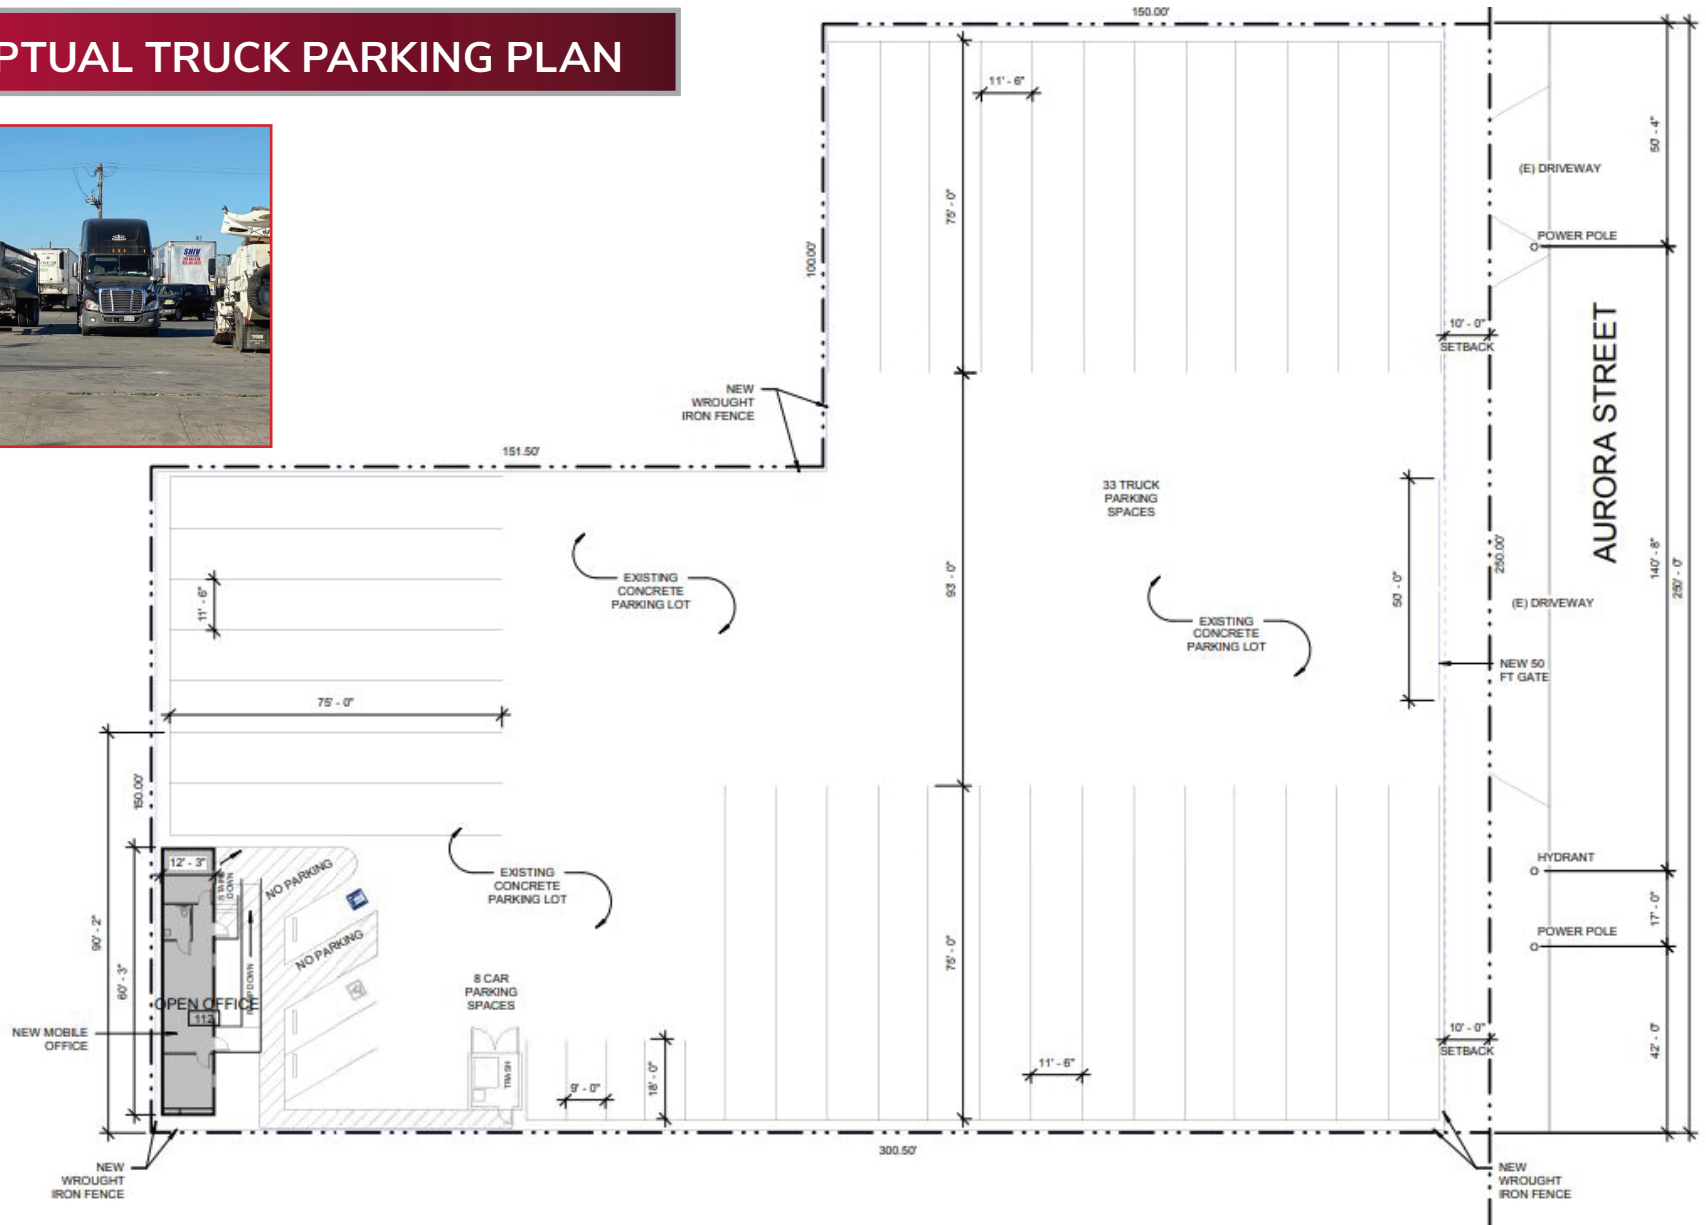 PTUAL TRUCK PARKING PLAN
150.00'
11' - 6"
75' - 0"
100.00'
50' - 4"
(E) DRIVEWAY
POWER POLE
SHIV
10' - 0"
SETBACK
AURORA STREET
NEW
WROUGHT
IRON FENCE
151.50'
33 TRUCK
PARKING
SPACES
EXISTING
CONCRETE
PARKING LOT
11' - 6"
93' - 0"
EXISTING
CONCRETE
PARKING LOT
50' - 0"
250.00'
140' - 8"
250' - 0"
(E) DRIVEWAY
NEW 50
FT GATE
75' - 0"
150.00'
12' - 3"
STAIR
DOWN
NO PARKING
EXISTING
CONCRETE
PARKING LOT
HYDRANT
17' - 0"
POWER POLE
90' - 2"
60' - 3"
NO PARKING
75' - 0"
8 CAR
PARKING
SPACES
OPEN OFFICE
112
DOWN
NEW MOBILE
OFFICE
TRASH
9' - 0"
18' - 0"
11' - 6"
10' - 0"
SETBACK
42' - 0"
300.50'
NEW
WROUGHT
IRON FENCE
NEW
WROUGHT
IRON FENCE